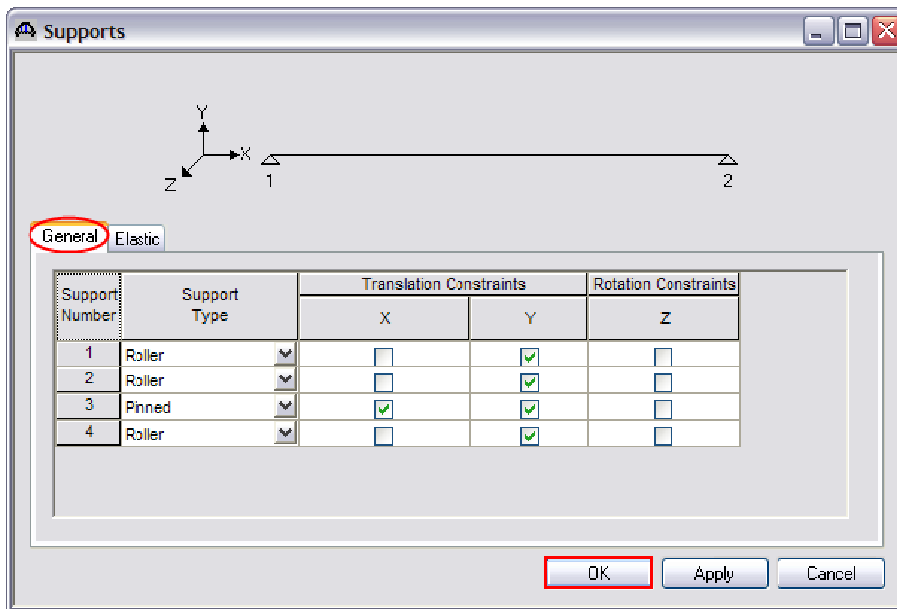 Supports
Y
X
Z
1
2
General Elastic
Support Number Support Type Translation Constraints Rotation Constraints
X Y Z
1 Roller
2 Roller
3 Pinned
4 Roller
OK Apply Cancel